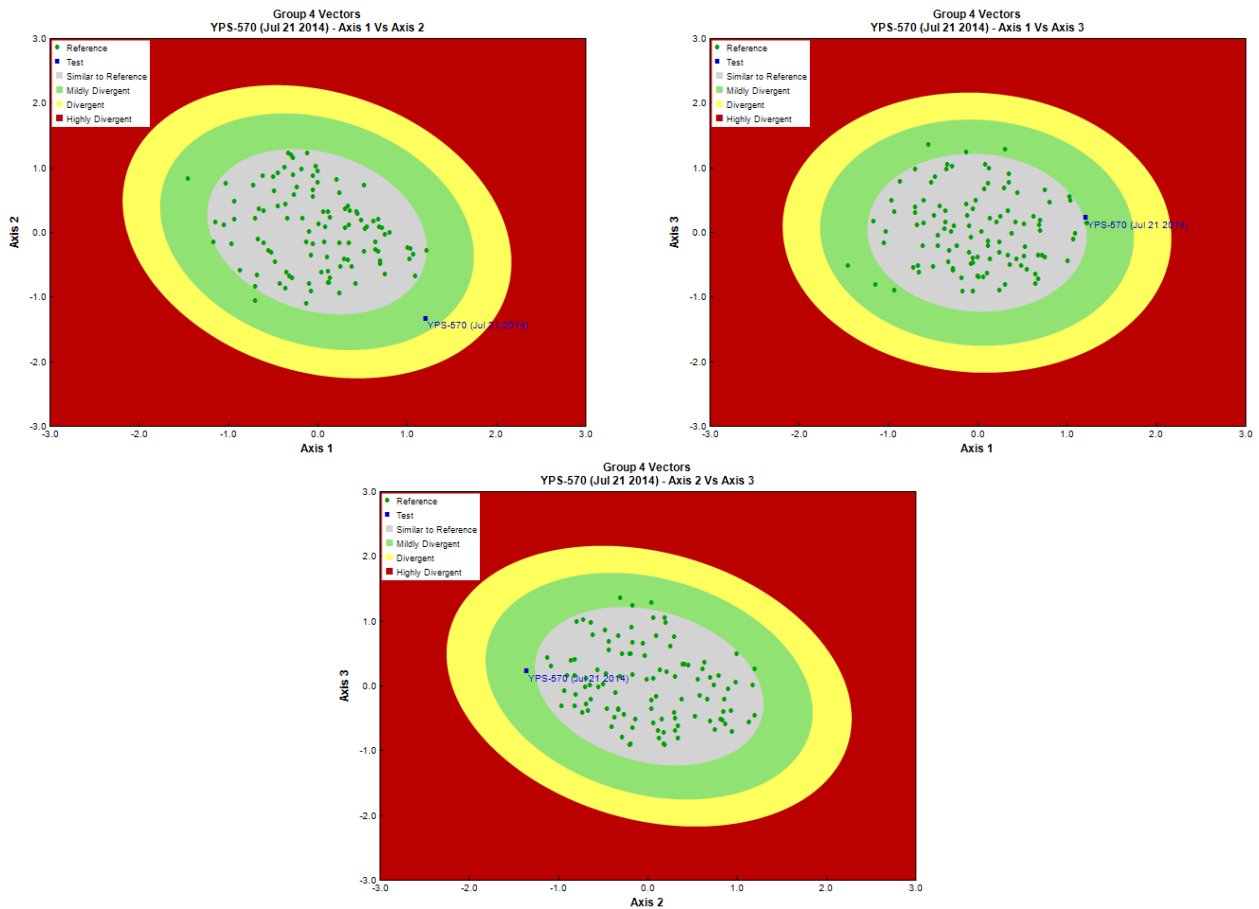 Group 4 Vectors
YPS-570 (Jul 21 2014) - Axis 1 Vs Axis 2
3.0
Reference
Test
Similar to Reference
Mildly Divergent
Divergent
Highly Divergent
2.0
1.0
0.0
-1.0
-2.0
-3.0
Axis 2
YPS-570 (Jul 21 2014)
-3.0 -2.0 -1.0 0.0 1.0 2.0 3.0
Axis 1
Group 4 Vectors
YPS-570 (Jul 21 2014) - Axis 1 Vs Axis 3
3.0
Reference
Test
Similar to Reference
Mildly Divergent
Divergent
Highly Divergent
2.0
1.0
0.0
-1.0
-2.0
-3.0
Axis 3
YPS-570 (Jul 21 2014)
-3.0 -2.0 -1.0 0.0 1.0 2.0 3.0
Axis 1
Group 4 Vectors
YPS-570 (Jul 21 2014) - Axis 2 Vs Axis 3
3.0
Reference
Test
Similar to Reference
Mildly Divergent
Divergent
Highly Divergent
2.0
1.0
0.0
-1.0
-2.0
-3.0
Axis 3
YPS-570 (Jul 21 2014)
-3.0 -2.0 -1.0 0.0 1.0 2.0 3.0
Axis 2